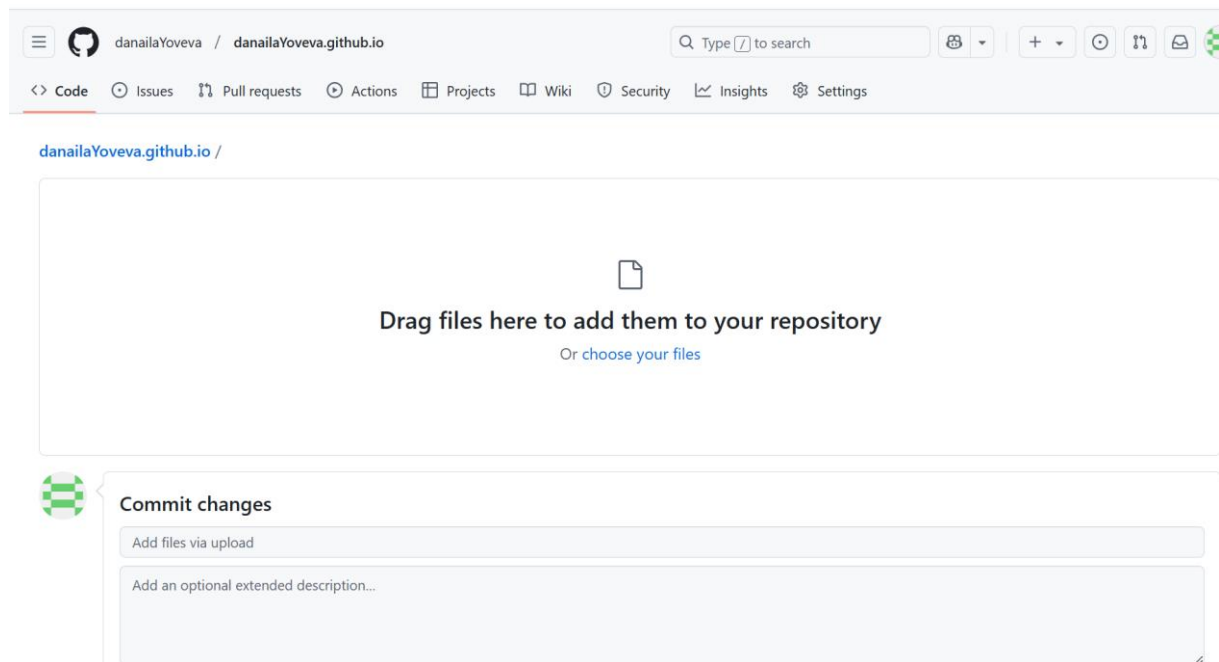 danailaYoveva / danailaYoveva.github.io Type / to search
Code Issues Pull requests Actions Projects Wiki Security Insights Settings
danailaYoveva.github.io /
Drag files here to add them to your repository
Or choose your files
Commit changes
Add files via upload
Add an optional extended description...